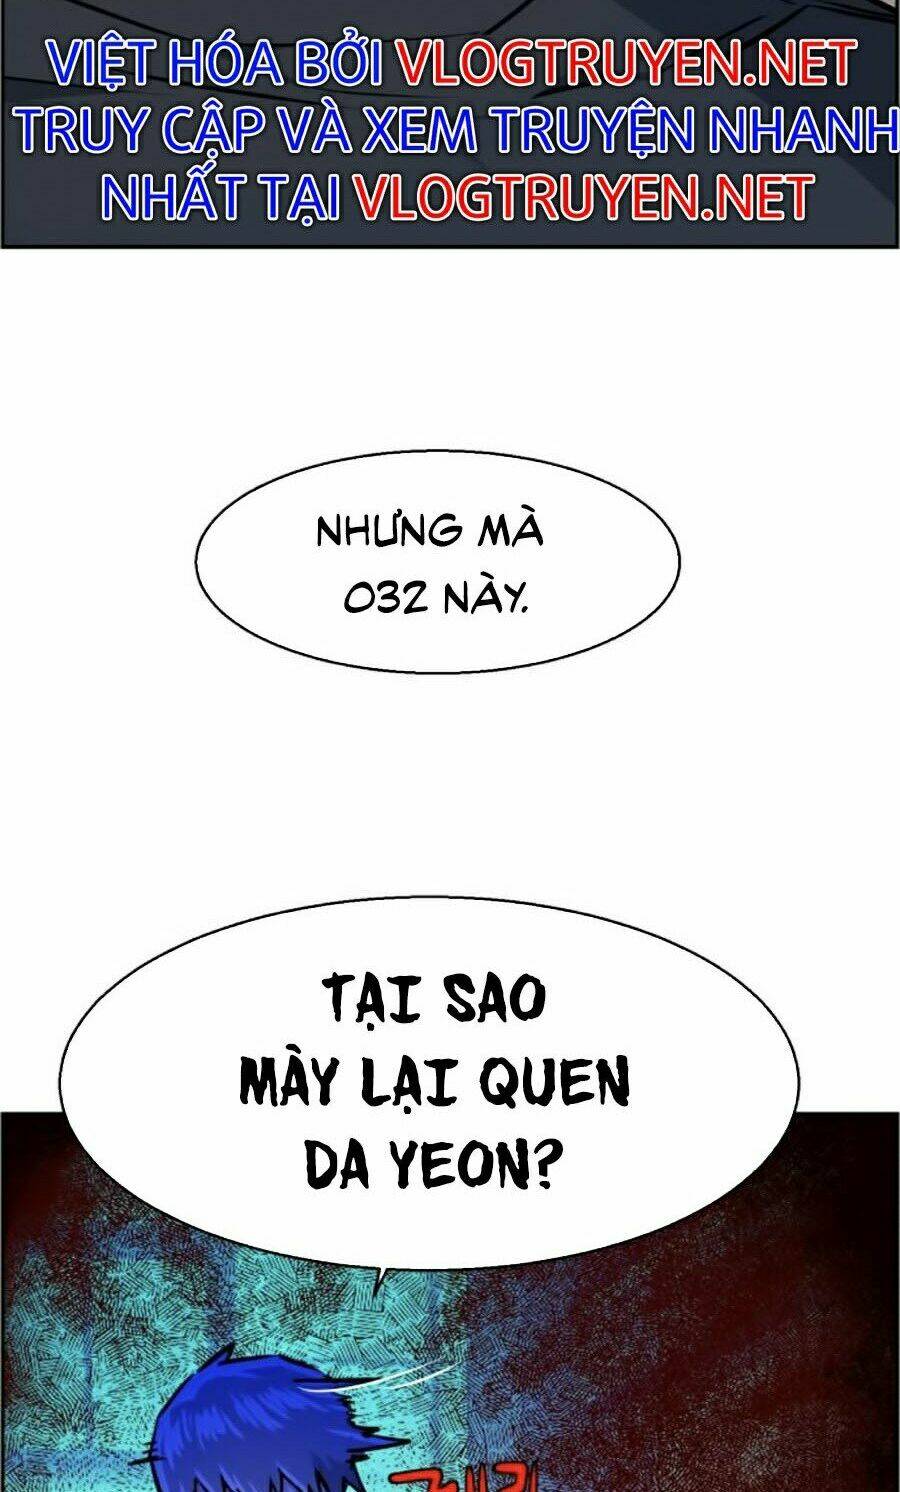 VIỆT HÓA BỞI VLOGTRUYEN.NET
TRUY CẬP VÀ XEM TRUYỆN NHANH
NHẤT TẠI VLOGTRUYEN.NET
NHƯNG MÀ
032 NÀY.
TẠI SAO
MÀY LẠI QUEN
DA YEON?